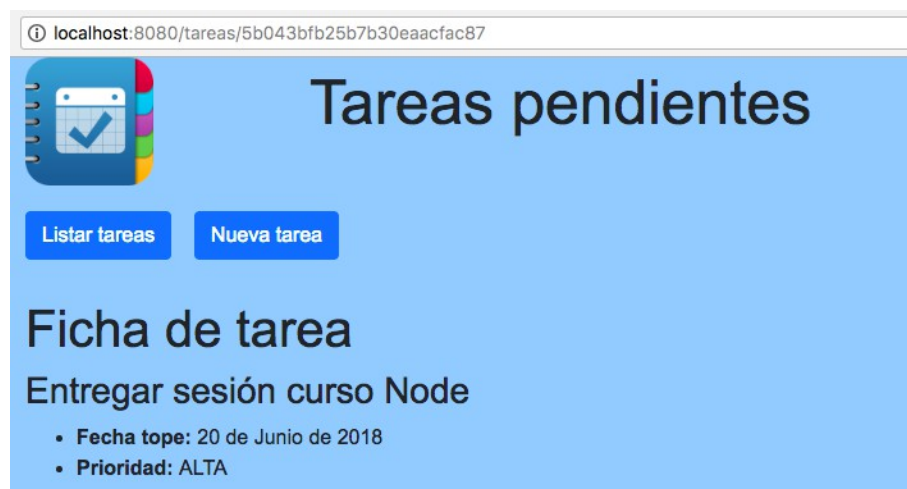 localhost:8080/tareas/5b043bfb25b7b30eaacfac87
Tareas pendientes
Listar tareas Nueva tarea
Ficha de tarea
Entregar sesión curso Node
• Fecha tope: 20 de Junio de 2018
• Prioridad: ALTA